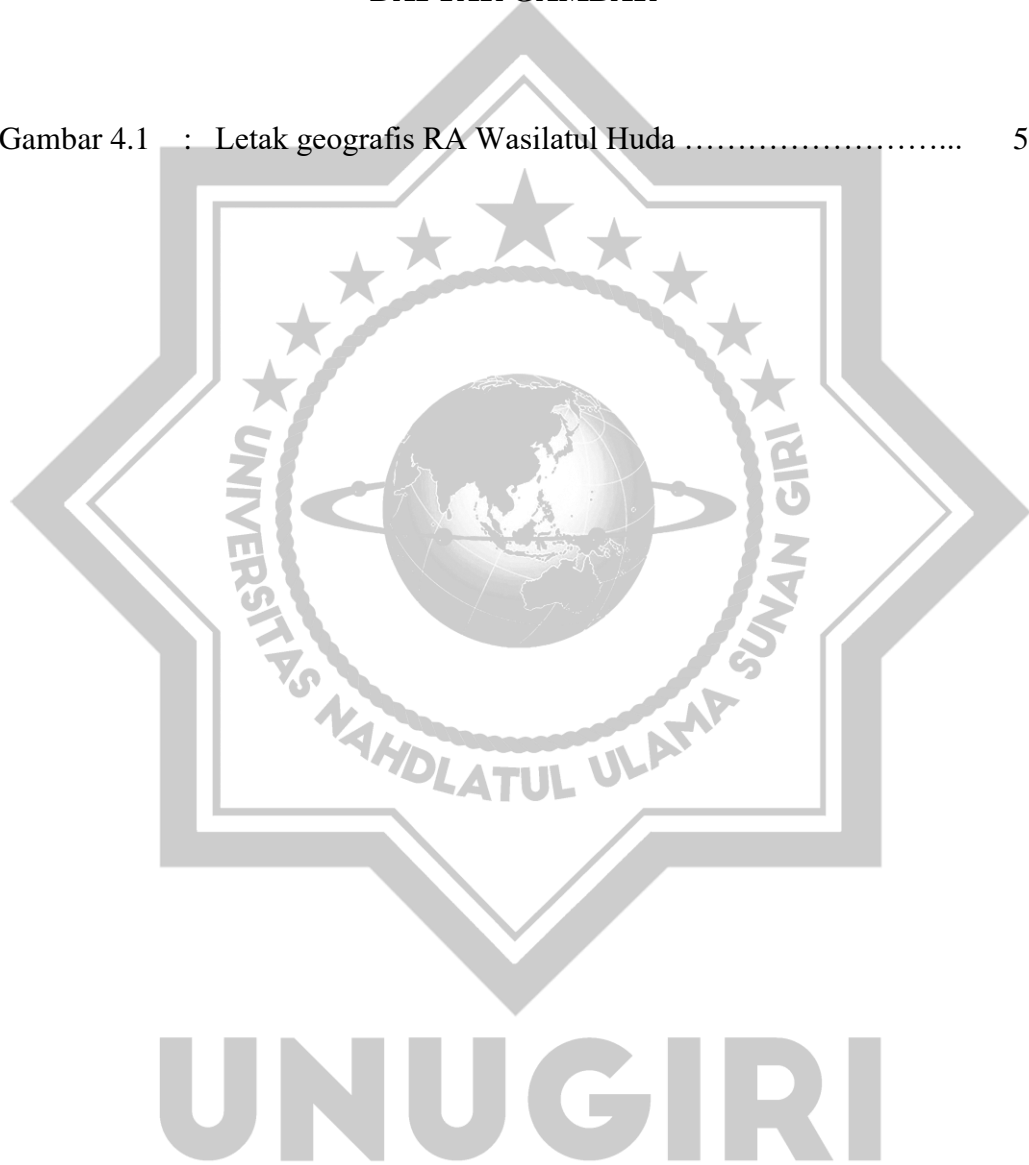 Gambar 4.1 : Letak geografis RA Wasilatul Huda ……………………... 5
UNIVERSITAS NAHDLATUL ULAMA SUNAN GIRI
UNUGIRI